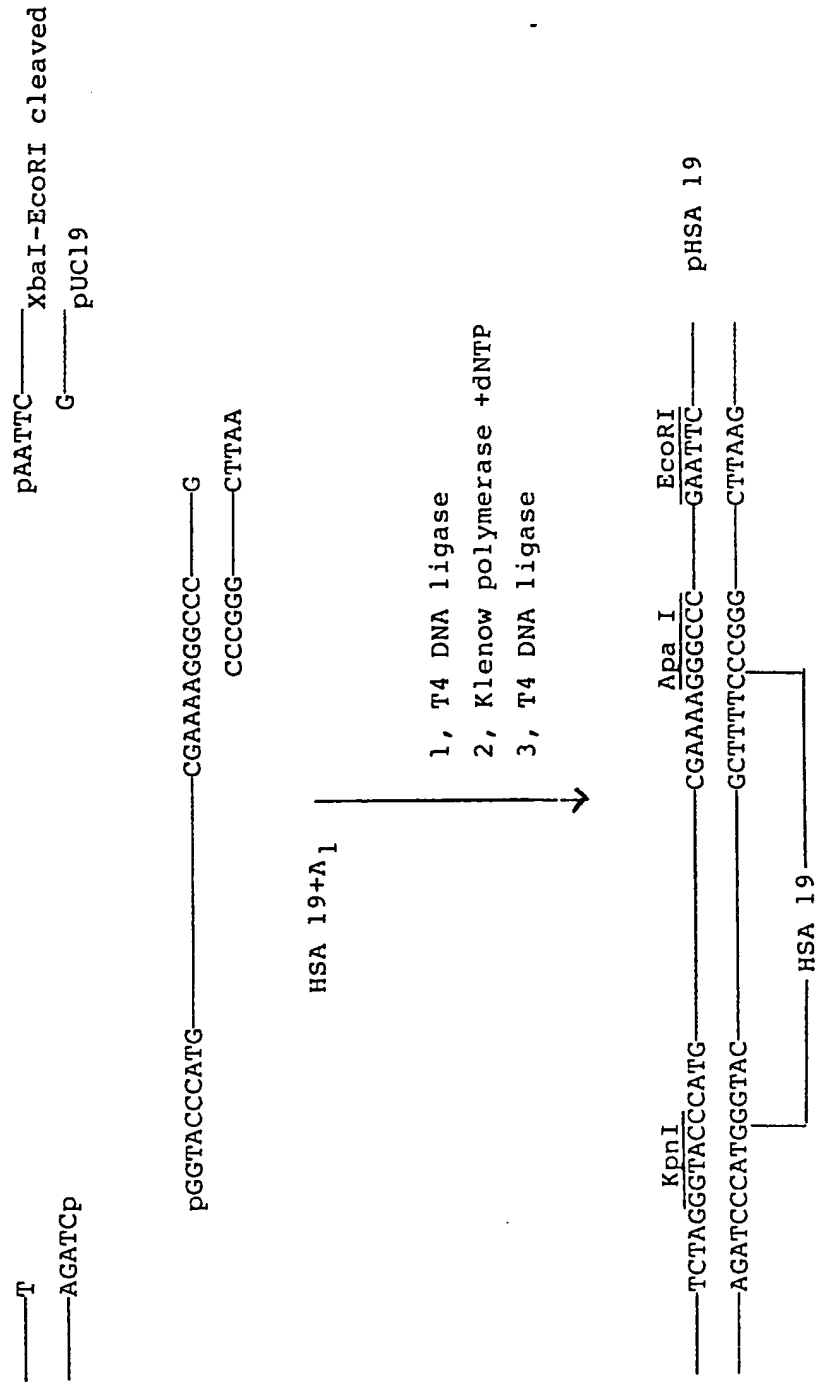 T
pAATTC
XbaI-EcoRI cleaved
AGATCp
G
pUC19
pGGTACCCATG CGAAAAGGGCCC G
CCCGGG CTTAA
HSA 19+A1
1, T4 DNA ligase
2, Klenow polymerase +dNTP
3, T4 DNA ligase
KpnI Apa I EcoRI
TCTAGGGTACCCATG CGAAAAGGGCCC GAATTC
pHSA 19
AGATCCCATGGGTAC GCTTTTCCCGGG CTTAAG
HSA 19